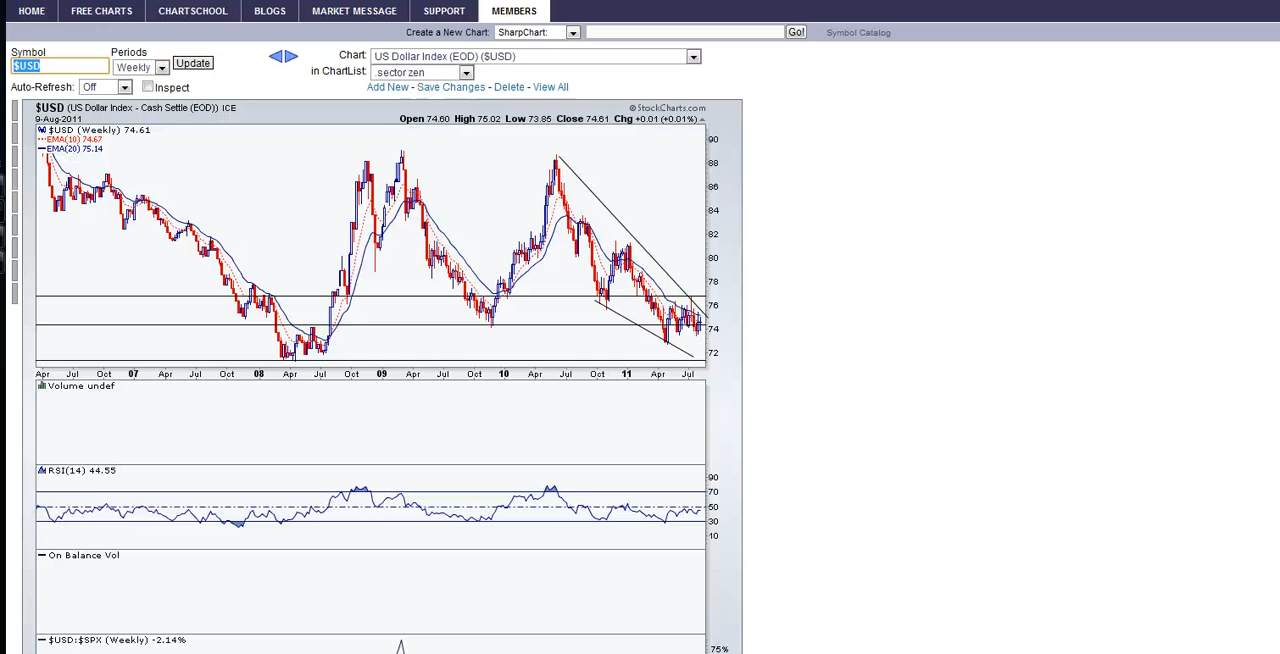 HOME FREE CHARTS CHARTSCHOOL BLOGS MARKET MESSAGE SUPPORT MEMBERS
Create a New Chart: SharpChart: Go! Symbol Catalog
Symbol Periods
$USD Weekly Update
Chart: US Dollar Index (EOD) ($USD)
in ChartList: .sector zen
Auto-Refresh: Off Inspect
Add New - Save Changes - Delete - View All
$USD (US Dollar Index - Cash Settle (EOD)) ICE
© StockCharts.com
9-Aug-2011
Open 74.60 High 75.02 Low 73.85 Close 74.61 Chg +0.01 (+0.01%)
$USD (Weekly) 74.61
EMA(10) 74.67
EMA(20) 75.14
90
88
86
84
82
80
78
76
74
72
Apr Jul Oct 07 Apr Jul Oct 08 Apr Jul Oct 09 Apr Jul Oct 10 Apr Jul Oct 11 Apr Jul
Volume undef
RSI(14) 44.55
90
70
50
30
10
On Balance Vol
$USD:$SPX (Weekly) -2.14%
75%